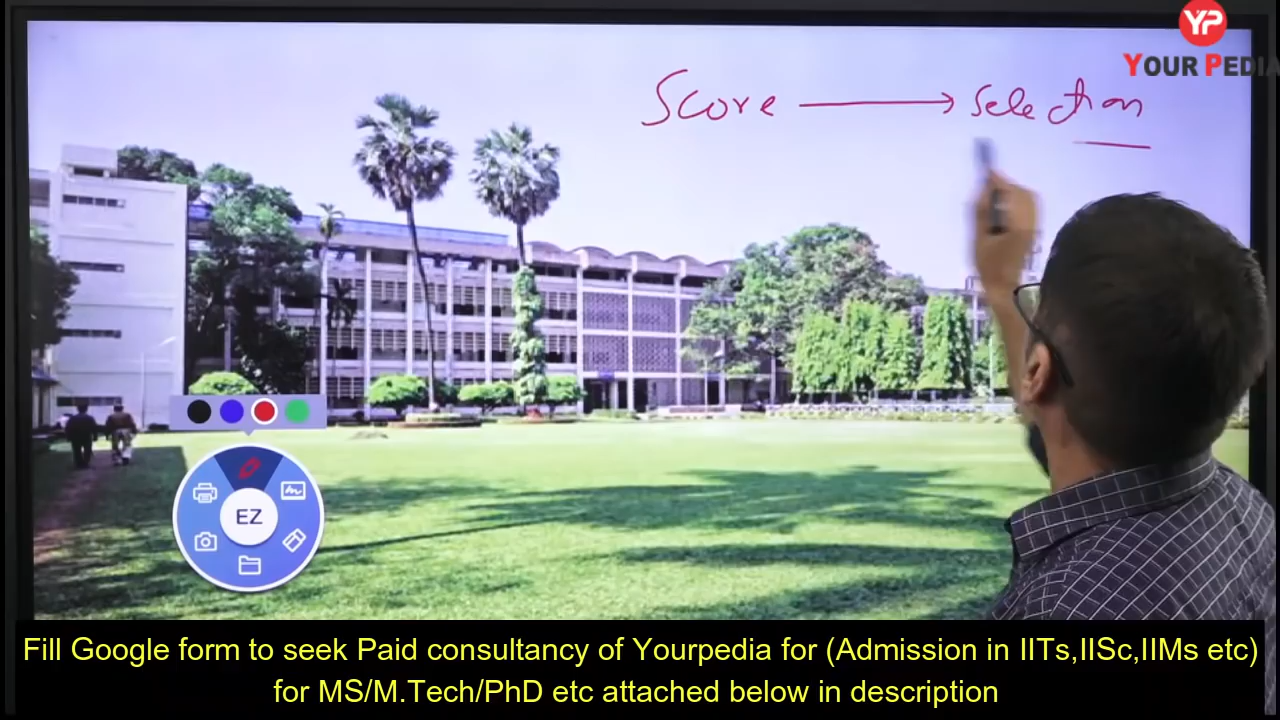 YP
YOUR PEDIA
Score → Selection
EZ
Fill Google form to seek Paid consultancy of Yourpedia for (Admission in IITs,IISc,IIMs etc)
for MS/M.Tech/PhD etc attached below in description